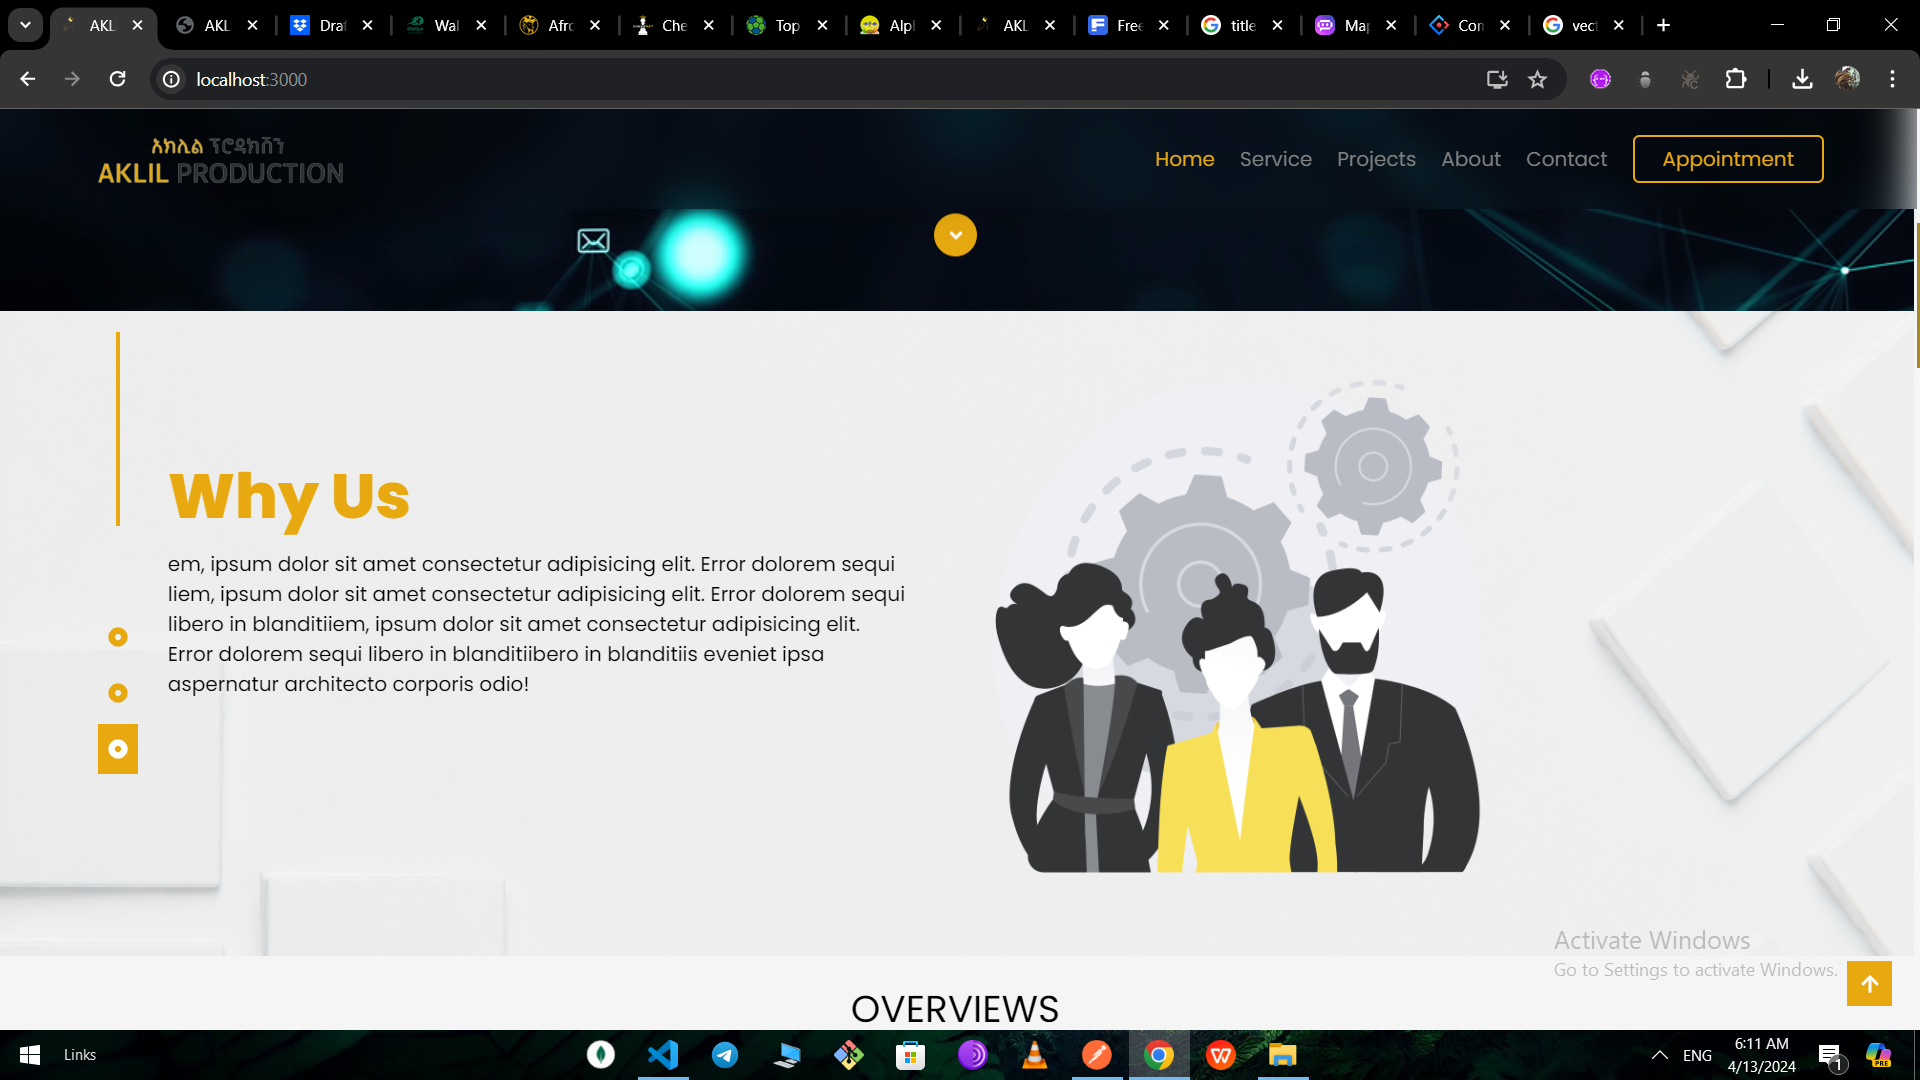 AKL
AKL
Dra
Wal
Afr
Che
Top
Alp
AKL
Free
title
Map
Con
vect
localhost:3000
አክሊል ፕሮዳክሽን
AKLIL PRODUCTION
Home
Service
Projects
About
Contact
Appointment
Why Us
em, ipsum dolor sit amet consectetur adipisicing elit. Error dolorem sequi
liem, ipsum dolor sit amet consectetur adipisicing elit. Error dolorem sequi
libero in blanditiiem, ipsum dolor sit amet consectetur adipisicing elit.
Error dolorem sequi libero in blanditiibero in blanditiis eveniet ipsa
aspernatur architecto corporis odio!
Activate Windows
Go to Settings to activate Windows.
OVERVIEWS
Links
ENG
6:11 AM
4/13/2024
1
PRE